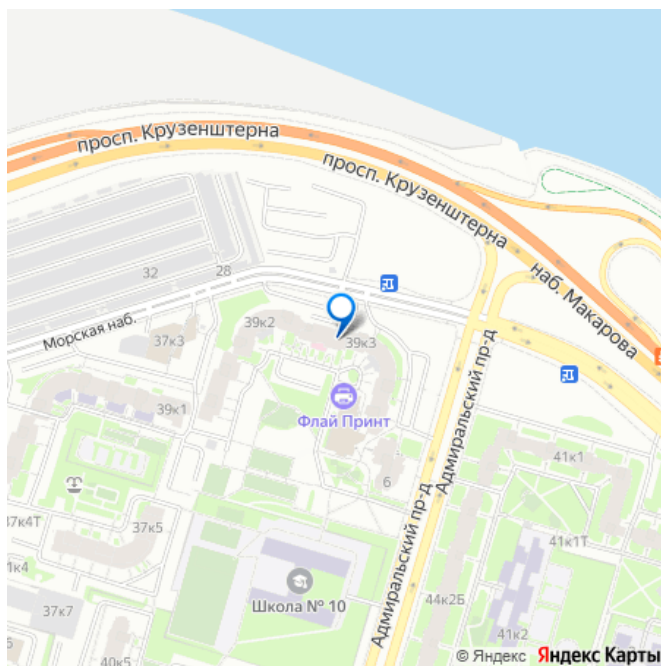 просп. Крузенштерна
просп. Крузенштерна
наб. Макарова
32
28
Морская наб.
37к3
39к2
39к3
39к1
Флай Принт
6
Адмиральский пр-д
Адмиральский пр-д
41к1
41к1Т
37к4Т
37к5
1к4
37к7
Школа № 10
44к2Б
41к2
40к5
© Яндекс Яндекс Карты